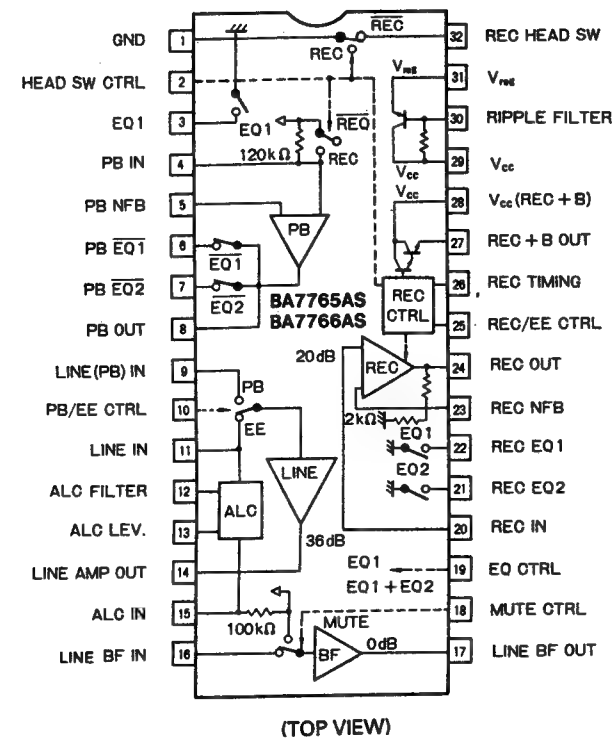 GND 1
HEAD SW CTRL 2
EQ1 3
PB IN 4
PB NFB 5
PB EQ1 6
PB EQ2 7
PB OUT 8
LINE(PB) IN 9
PB/EE CTRL 10
LINE IN 11
ALC FILTER 12
ALC LEV. 13
LINE AMP OUT 14
ALC IN 15
LINE BF IN 16
REC
REC
EQ1
REQ
REC
120kΩ
PB
EQ1
EQ2
BA7765AS
BA7766AS
PB
EE
ALC
LINE
36dB
100kΩ
MUTE
BF
0dB
Vreg
Vcc
Vcc
REC
CTRL
20dB
REC
2kΩ
EQ1
EQ2
EQ1
EQ1+EQ2
32 REC HEAD SW
31 Vreg
30 RIPPLE FILTER
29 Vcc
28 Vcc(REC+B)
27 REC+B OUT
26 REC TIMING
25 REC/EE CTRL
24 REC OUT
23 REC NFB
22 REC EQ1
21 REC EQ2
20 REC IN
19 EQ CTRL
18 MUTE CTRL
17 LINE BF OUT
(TOP VIEW)